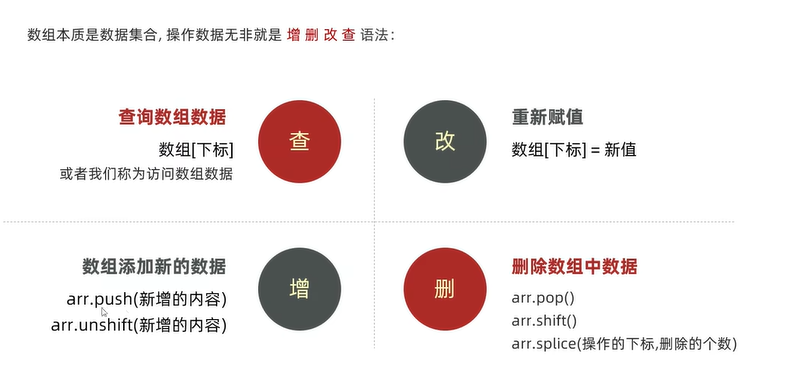 数组本质是数据集合, 操作数据无非就是 增 删 改 查 语法：
查询数组数据
数组[下标]
或者我们称为访问数组数据
查
改
重新赋值
数组[下标] = 新值
数组添加新的数据
arr.push(新增的内容)
arr.unshift(新增的内容)
增
删
删除数组中数据
arr.pop()
arr.shift()
arr.splice(操作的下标,删除的个数)